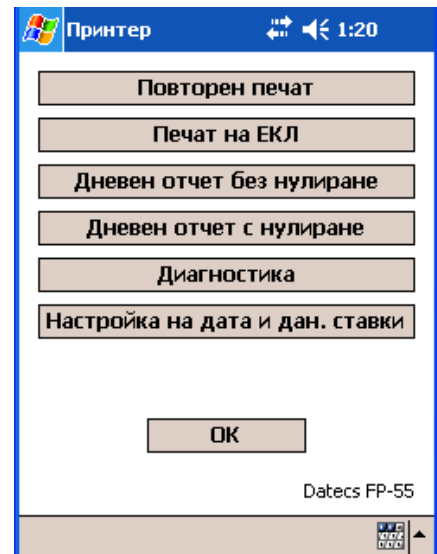 Принтер 1:20
Повторен печат
Печат на ЕКЛ
Дневен отчет без нулиране
Дневен отчет с нулиране
Диагностика
Настройка на дата и дан. ставки
ОК
Datecs FP-55